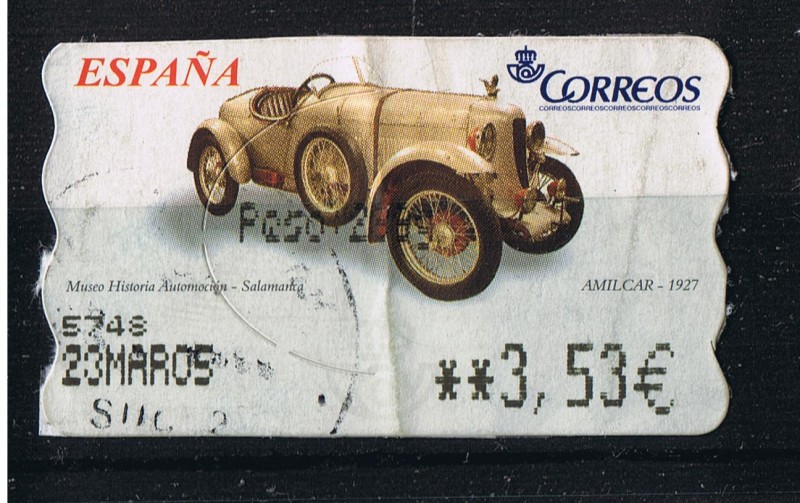 ESPAÑA
CORREOS
CORREOSCORREOSCORREOSCORREOSCORREOS
Museo Historia Automoción - Salamanca
AMILCAR - 1927
5748
23MAR05
**3,53€